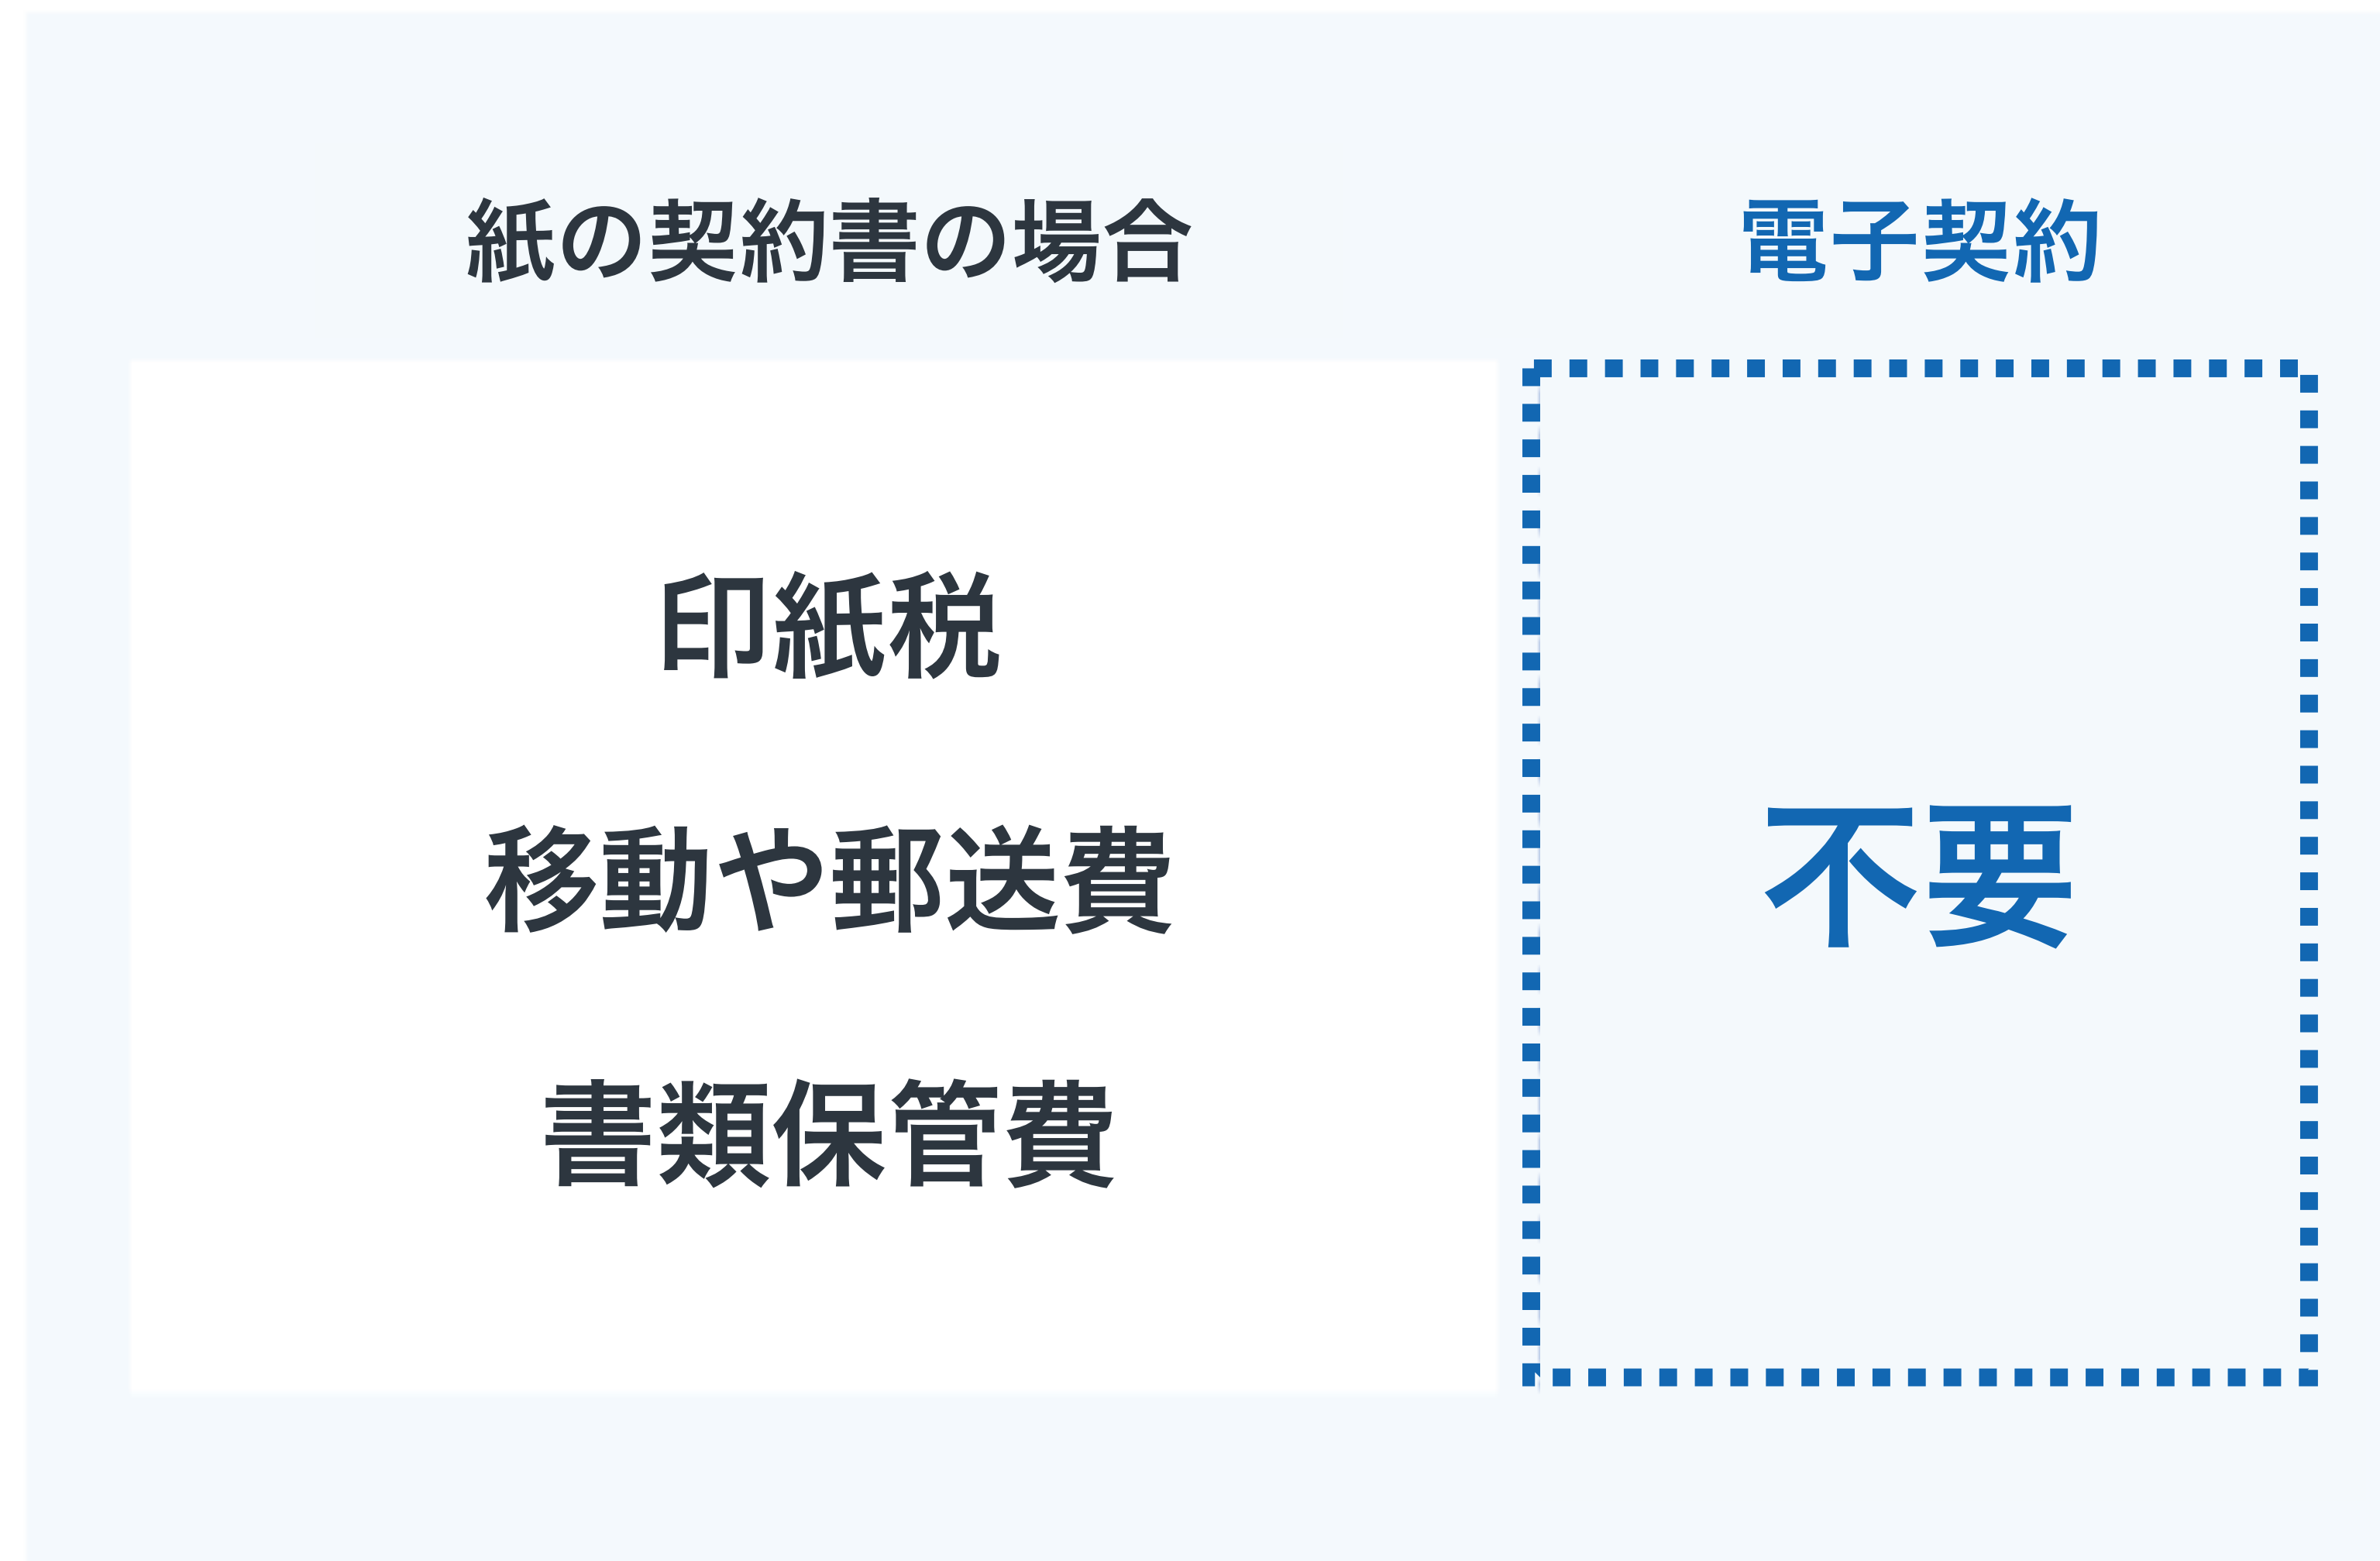 紙の契約書の場合
電子契約
印紙税
移動や郵送費
書類保管費
不要